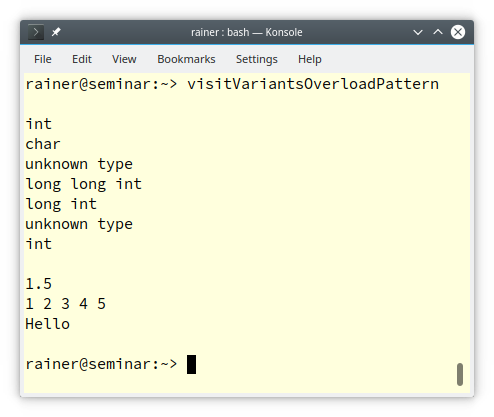 rainer : bash — Konsole
File Edit View Bookmarks Settings Help
rainer@seminar:~> visitVariantsOverloadPattern
int
char
unknown type
long long int
long int
unknown type
int
1.5
1 2 3 4 5
Hello
rainer@seminar:~>